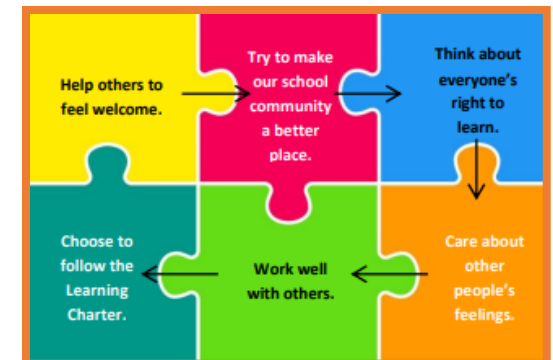 Help others to
feel welcome.
Try to make
our school
community
a better
place.
Think about
everyone's
right to
learn.
Care about
other
people's
feelings.
Work well
with others.
Choose to
follow the
Learning
Charter.